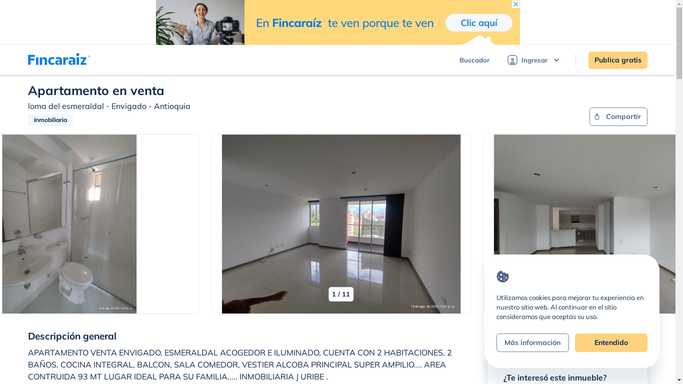 En Fincaraíz te ven porque te ven
Clic aquí
Fincaraiz
Buscador
Ingresar
Publica gratis
Apartamento en venta
loma del esmeraldal - Envigado - Antioquia
Inmobiliaria
Compartir
1 / 11
Utilizamos cookies para mejorar tu experiencia en
nuestro sitio web. Al continuar en el sitio
consideramos que aceptas su uso.
Más información
Entendido
Descripción general
APARTAMENTO VENTA ENVIGADO, ESMERALDAL ACOGEDOR E ILUMINADO, CUENTA CON 2 HABITACIONES, 2
BAÑOS, COCINA INTEGRAL, BALCON, SALA COMEDOR, VESTIER ALCOBA PRINCIPAL SUPER AMPLIO.... AREA
CONTRUIDA 93 MT LUGAR IDEAL PARA SU FAMILIA..... INMOBILIARIA J URIBE .
¿Te interesó este inmueble?